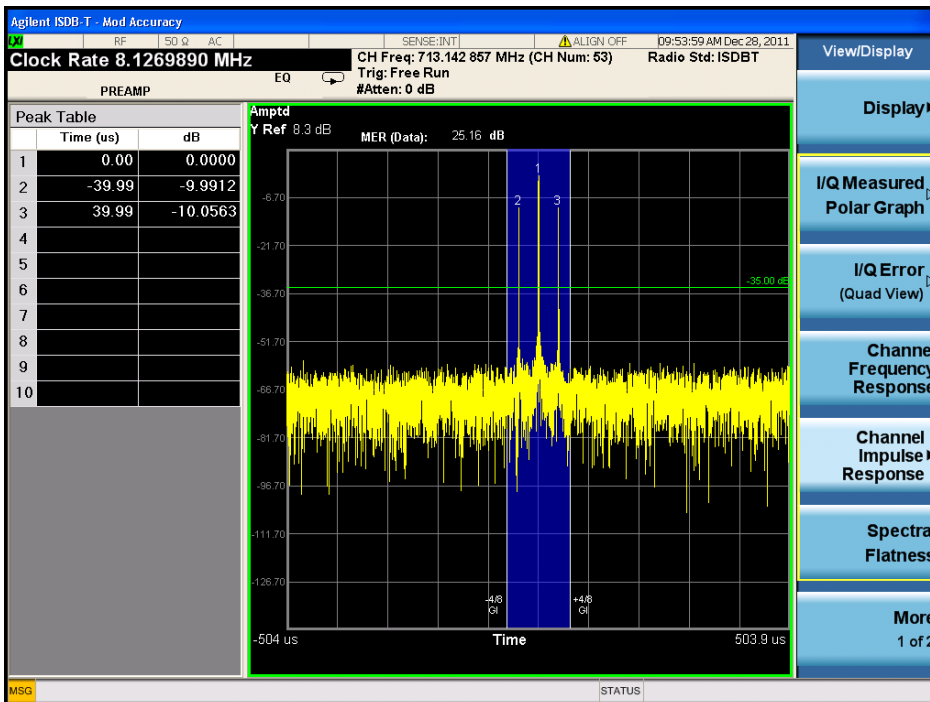 Agilent ISDB-T - Mod Accuracy
LXI RF 50 Ω AC SENSE:INT ALIGN OFF 09:53:59 AM Dec 28, 2011
Clock Rate 8.1269890 MHz
CH Freq: 713.142 857 MHz (CH Num: 53) Radio Std: ISDBT
EQ Trig: Free Run
PREAMP #Atten: 0 dB
Peak Table
Time (us) dB
1 0.00 0.0000
2 -39.99 -9.9912
3 39.99 -10.0563
4
5
6
7
8
9
10
Amptd
Y Ref 8.3 dB MER (Data): 25.16 dB
1
2 3
-6.70
-21.70
-35.00 dB
-36.70
-51.70
-66.70
-81.70
-96.70
-111.70
-126.70
-4/8 +4/8
GI GI
-504 us Time 503.9 us
View/Display
Display
I/Q Measured
Polar Graph
I/Q Error
(Quad View)
Channe
Frequency
Response
Channel
Impulse
Response
Spectra
Flatness
More
1 of 2
MSG STATUS